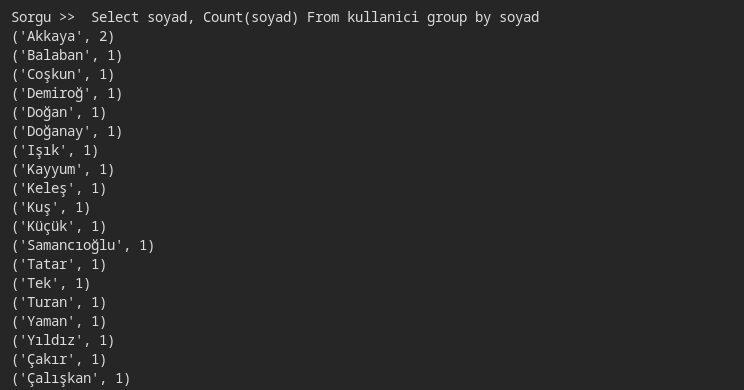 Sorgu >>  Select soyad, Count(soyad) From kullanici group by soyad
('Akkaya', 2)
('Balaban', 1)
('Coşkun', 1)
('Demiroğ', 1)
('Doğan', 1)
('Doğanay', 1)
('Işık', 1)
('Kayyum', 1)
('Keleş', 1)
('Kuş', 1)
('Küçük', 1)
('Samancıoğlu', 1)
('Tatar', 1)
('Tek', 1)
('Turan', 1)
('Yaman', 1)
('Yıldız', 1)
('Çakır', 1)
('Çalışkan', 1)